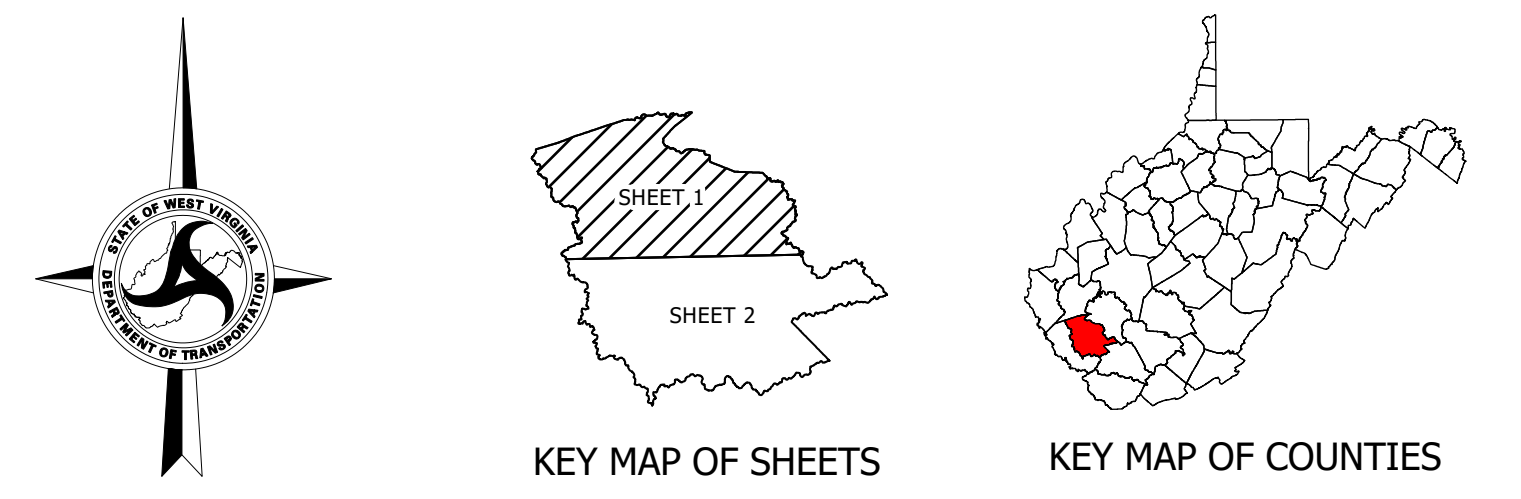 STATE OF WEST VIRGINIA
DEPARTMENT OF TRANSPORTATION
SHEET 1
SHEET 2
KEY MAP OF SHEETS
KEY MAP OF COUNTIES